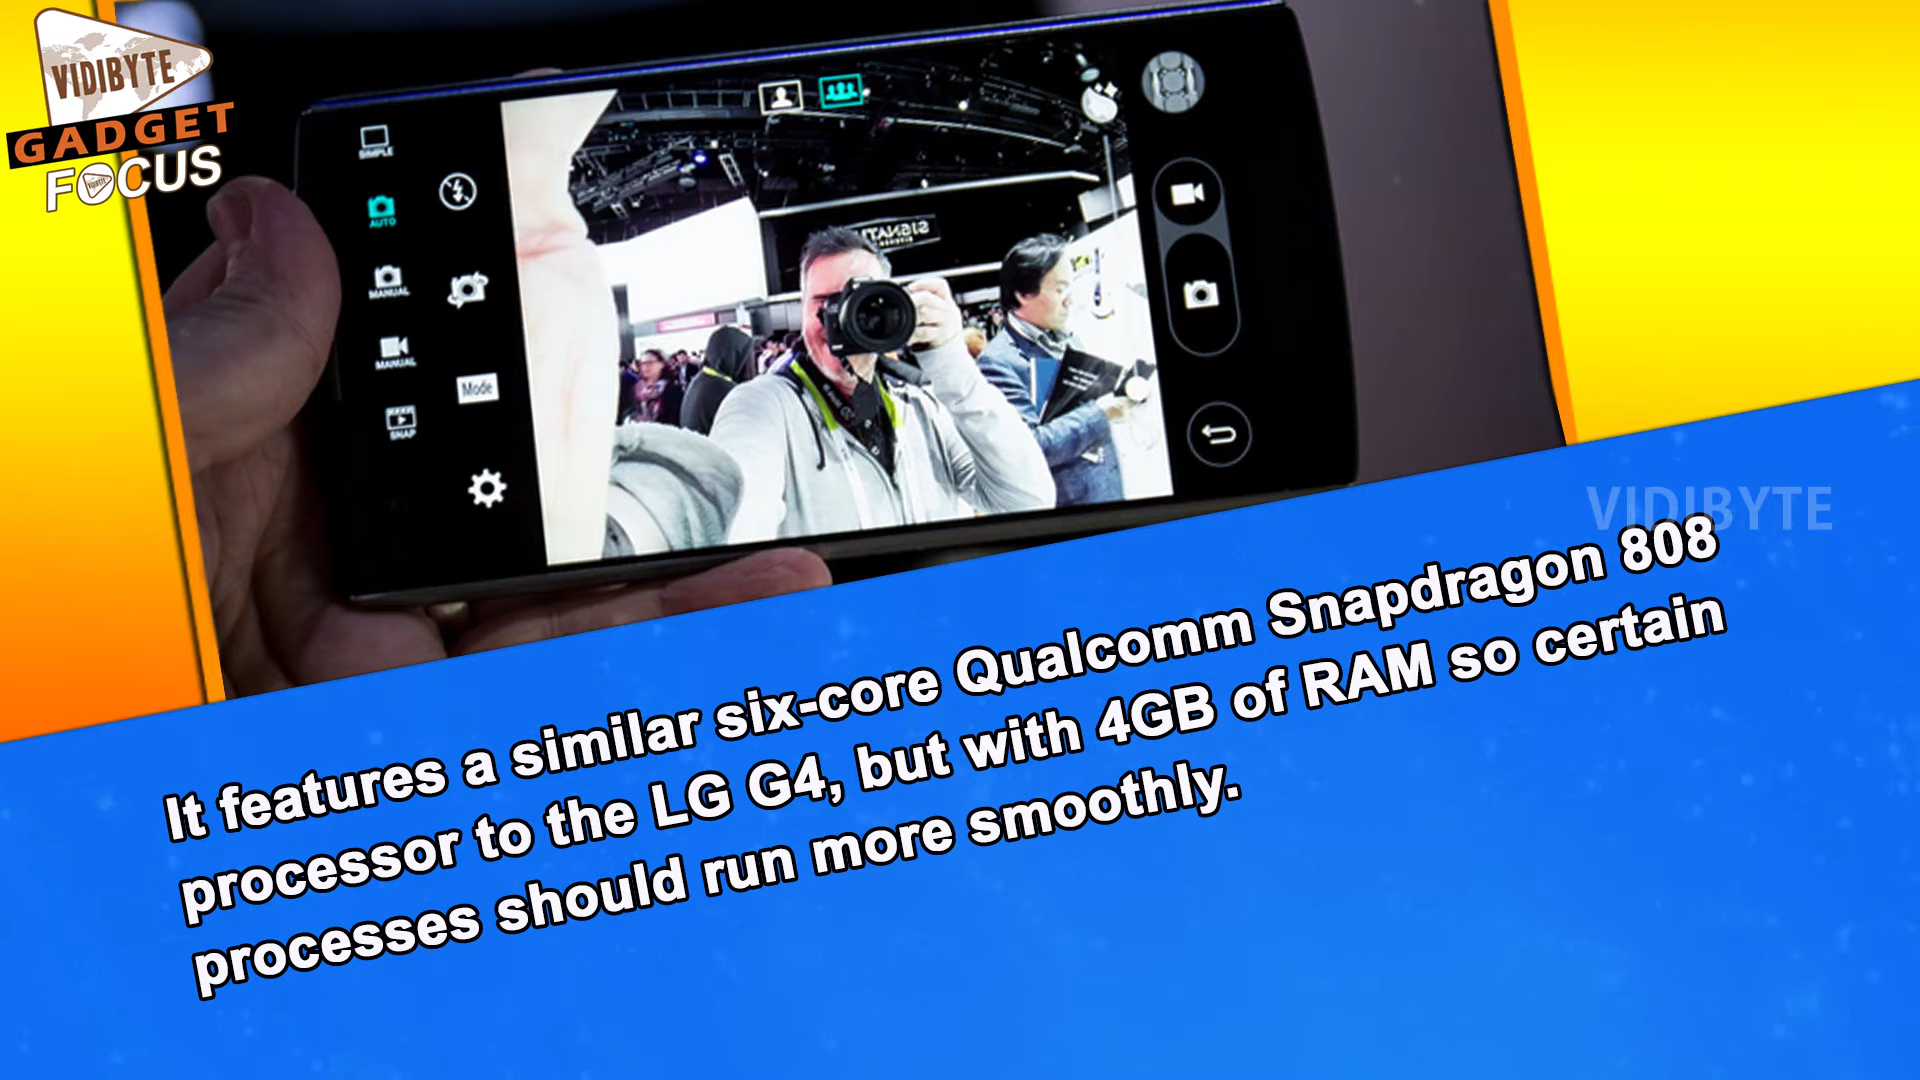 VIDIBYTE
GADGET
FOCUS
SIMPLE
AUTO
MANUAL
MANUAL
SNAP
Mode
VIDIBYTE
It features a similar six-core Qualcomm Snapdragon 808
processor to the LG G4, but with 4GB of RAM so certain
processes should run more smoothly.